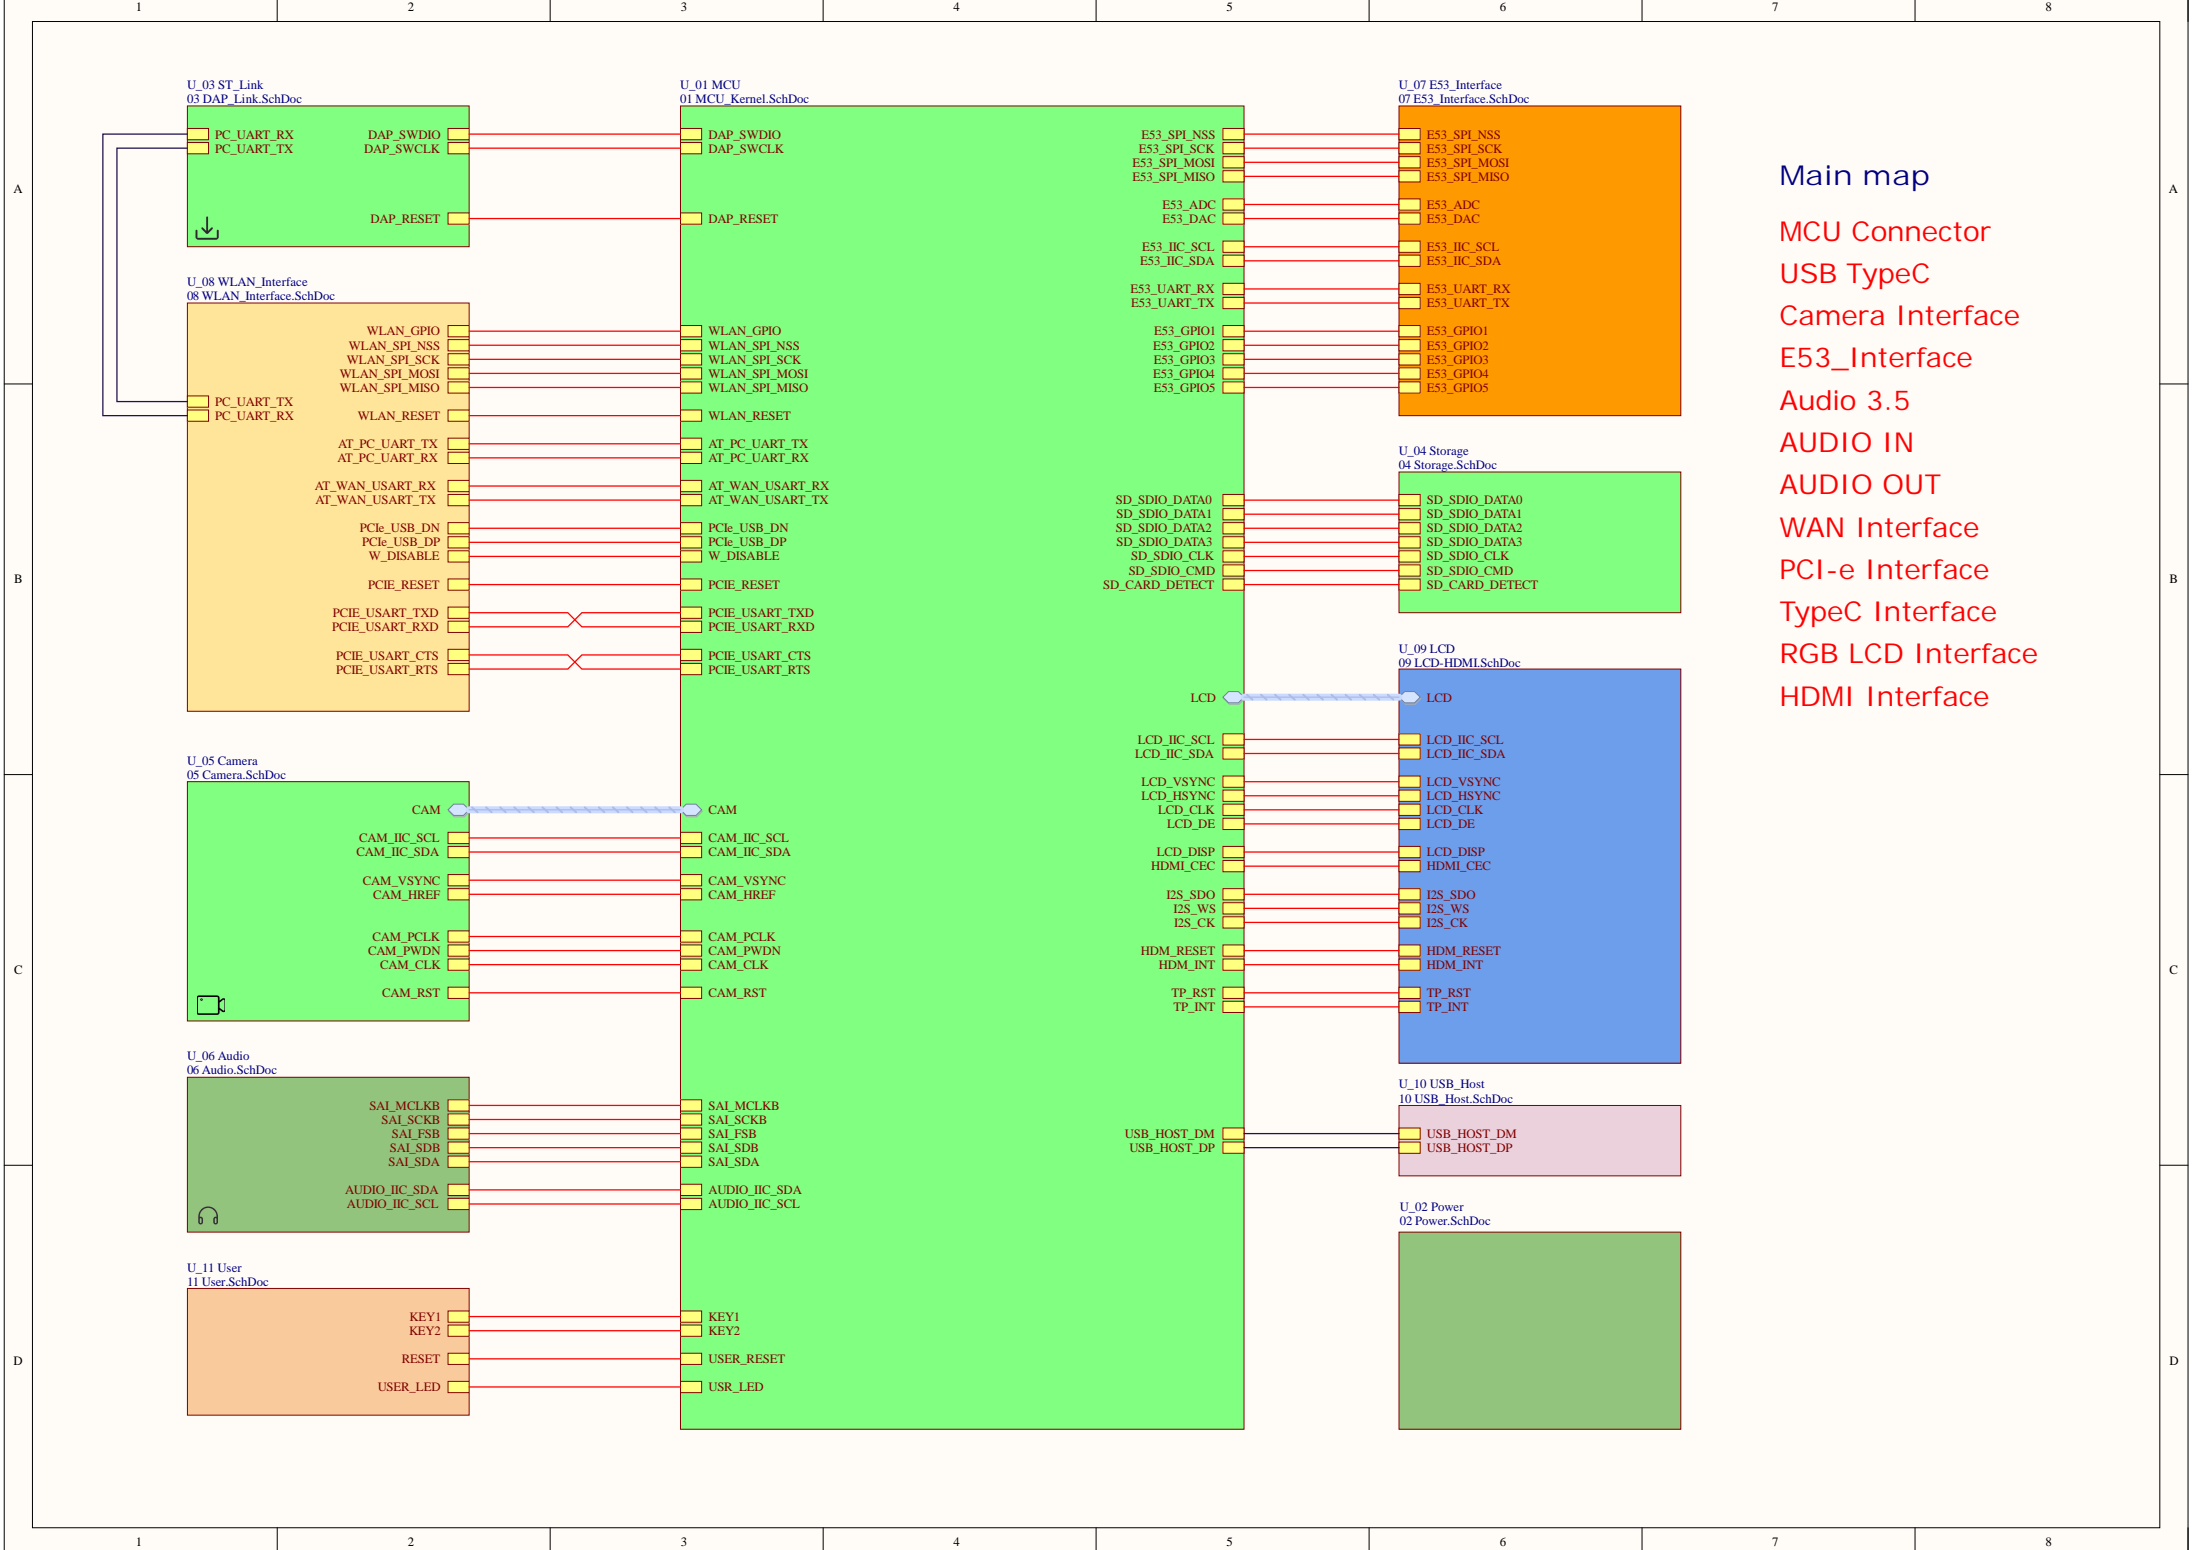 1 2 3 4 5 6 7 8
A
B
C
D
U_03 ST_Link
03 DAP_Link.SchDoc
PC_UART_RX
PC_UART_TX
DAP_SWDIO
DAP_SWCLK
DAP_RESET
U_08 WLAN_Interface
08 WLAN_Interface.SchDoc
PC_UART_TX
PC_UART_RX
WLAN_GPIO
WLAN_SPI_NSS
WLAN_SPI_SCK
WLAN_SPI_MOSI
WLAN_SPI_MISO
WLAN_RESET
AT_PC_UART_TX
AT_PC_UART_RX
AT_WAN_USART_RX
AT_WAN_USART_TX
PCIe_USB_DN
PCIe_USB_DP
W_DISABLE
PCIE_RESET
PCIE_USART_TXD
PCIE_USART_RXD
PCIE_USART_CTS
PCIE_USART_RTS
U_05 Camera
05 Camera.SchDoc
CAM
CAM_IIC_SCL
CAM_IIC_SDA
CAM_VSYNC
CAM_HREF
CAM_PCLK
CAM_PWDN
CAM_CLK
CAM_RST
U_06 Audio
06 Audio.SchDoc
SAI_MCLKB
SAI_SCKB
SAI_FSB
SAI_SDB
SAI_SDA
AUDIO_IIC_SDA
AUDIO_IIC_SCL
U_11 User
11 User.SchDoc
KEY1
KEY2
RESET
USER_LED
U_01 MCU
01 MCU_Kernel.SchDoc
DAP_SWDIO
DAP_SWCLK
DAP_RESET
WLAN_GPIO
WLAN_SPI_NSS
WLAN_SPI_SCK
WLAN_SPI_MOSI
WLAN_SPI_MISO
WLAN_RESET
AT_PC_UART_TX
AT_PC_UART_RX
AT_WAN_USART_RX
AT_WAN_USART_TX
PCIe_USB_DN
PCIe_USB_DP
W_DISABLE
PCIE_RESET
PCIE_USART_TXD
PCIE_USART_RXD
PCIE_USART_CTS
PCIE_USART_RTS
CAM
CAM_IIC_SCL
CAM_IIC_SDA
CAM_VSYNC
CAM_HREF
CAM_PCLK
CAM_PWDN
CAM_CLK
CAM_RST
SAI_MCLKB
SAI_SCKB
SAI_FSB
SAI_SDB
SAI_SDA
AUDIO_IIC_SDA
AUDIO_IIC_SCL
KEY1
KEY2
USER_RESET
USR_LED
E53_SPI_NSS
E53_SPI_SCK
E53_SPI_MOSI
E53_SPI_MISO
E53_ADC
E53_DAC
E53_IIC_SCL
E53_IIC_SDA
E53_UART_RX
E53_UART_TX
E53_GPIO1
E53_GPIO2
E53_GPIO3
E53_GPIO4
E53_GPIO5
SD_SDIO_DATA0
SD_SDIO_DATA1
SD_SDIO_DATA2
SD_SDIO_DATA3
SD_SDIO_CLK
SD_SDIO_CMD
SD_CARD_DETECT
LCD
LCD_IIC_SCL
LCD_IIC_SDA
LCD_VSYNC
LCD_HSYNC
LCD_CLK
LCD_DE
LCD_DISP
HDMI_CEC
I2S_SDO
I2S_WS
I2S_CK
HDM_RESET
HDM_INT
TP_RST
TP_INT
USB_HOST_DM
USB_HOST_DP
U_07 E53_Interface
07 E53_Interface.SchDoc
E53_SPI_NSS
E53_SPI_SCK
E53_SPI_MOSI
E53_SPI_MISO
E53_ADC
E53_DAC
E53_IIC_SCL
E53_IIC_SDA
E53_UART_RX
E53_UART_TX
E53_GPIO1
E53_GPIO2
E53_GPIO3
E53_GPIO4
E53_GPIO5
U_04 Storage
04 Storage.SchDoc
SD_SDIO_DATA0
SD_SDIO_DATA1
SD_SDIO_DATA2
SD_SDIO_DATA3
SD_SDIO_CLK
SD_SDIO_CMD
SD_CARD_DETECT
U_09 LCD
09 LCD-HDMI.SchDoc
LCD
LCD_IIC_SCL
LCD_IIC_SDA
LCD_VSYNC
LCD_HSYNC
LCD_CLK
LCD_DE
LCD_DISP
HDMI_CEC
I2S_SDO
I2S_WS
I2S_CK
HDM_RESET
HDM_INT
TP_RST
TP_INT
U_10 USB_Host
10 USB_Host.SchDoc
USB_HOST_DM
USB_HOST_DP
U_02 Power
02 Power.SchDoc
Main map
MCU Connector
USB TypeC
Camera Interface
E53_Interface
Audio 3.5
AUDIO IN
AUDIO OUT
WAN Interface
PCI-e Interface
TypeC Interface
RGB LCD Interface
HDMI Interface
A
B
C
D
1 2 3 4 5 6 7 8